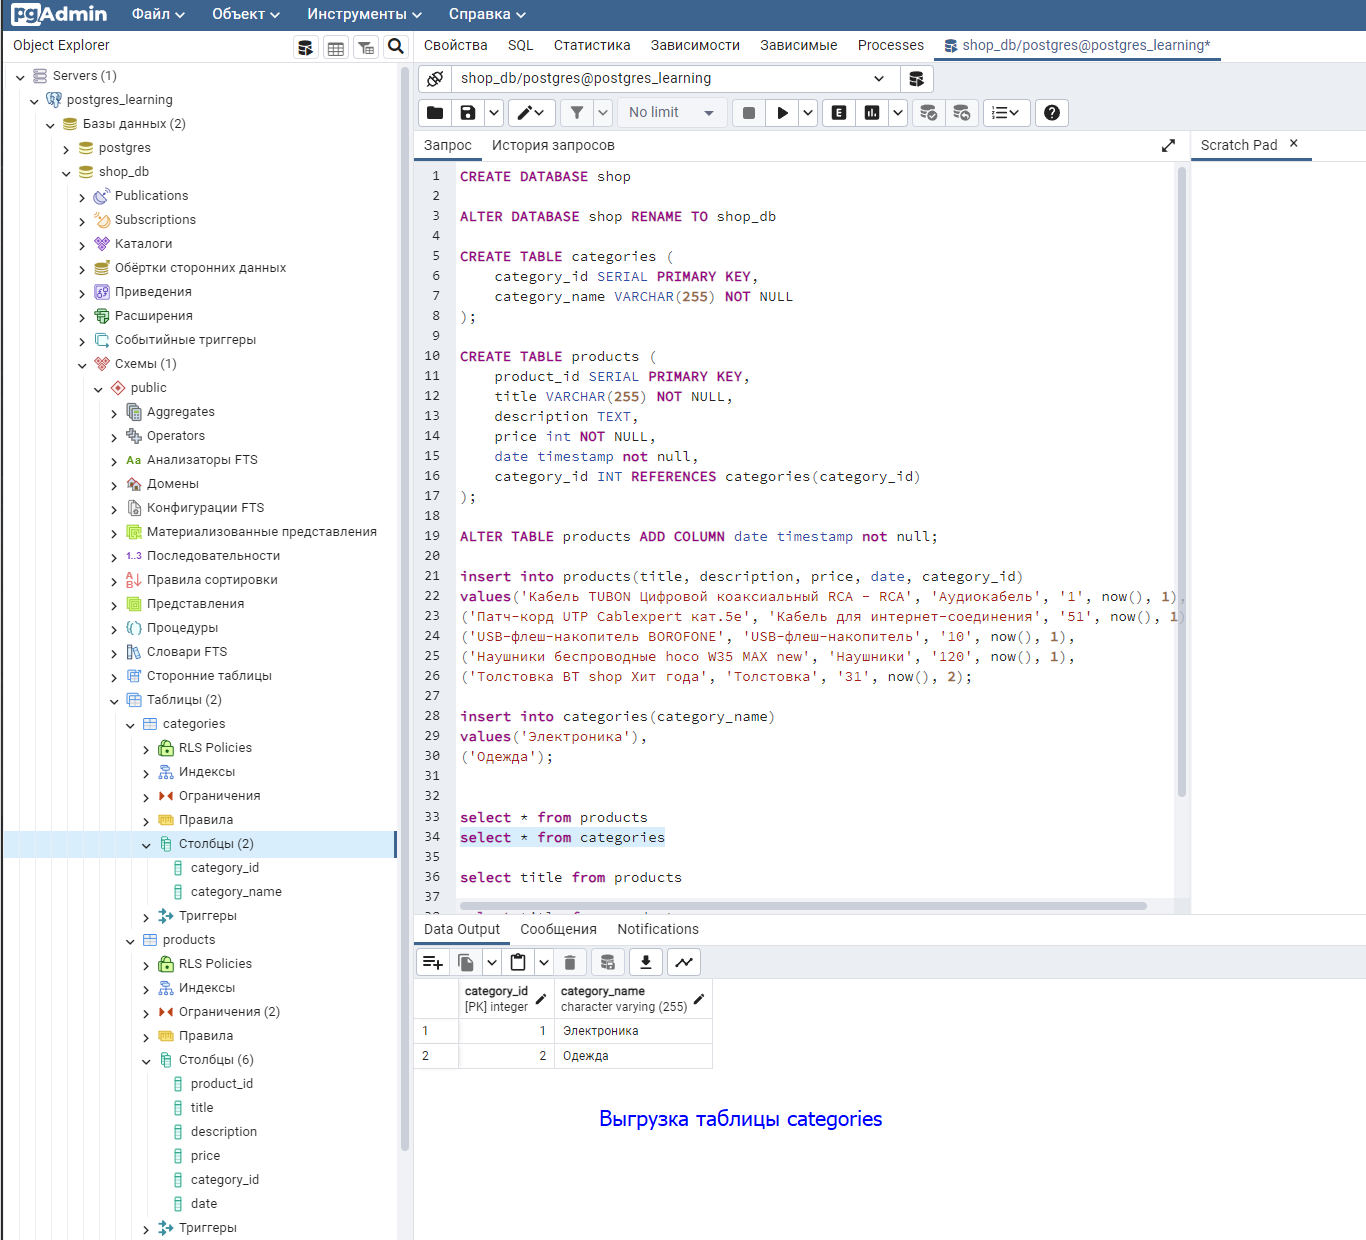 pgAdmin Файл Объект Инструменты Справка
Object Explorer
Servers (1)
postgres_learning
Базы данных (2)
postgres
shop_db
Publications
Subscriptions
Каталоги
Обёртки сторонних данных
Приведения
Расширения
Событийные триггеры
Схемы (1)
public
Aggregates
Operators
Aa Анализаторы FTS
Домены
Конфигурации FTS
Материализованные представления
1..3 Последовательности
Правила сортировки
Представления
Процедуры
Словари FTS
Сторонние таблицы
Таблицы (2)
categories
RLS Policies
Индексы
Ограничения
Правила
Столбцы (2)
category_id
category_name
Триггеры
products
RLS Policies
Индексы
Ограничения (2)
Правила
Столбцы (6)
product_id
title
description
price
category_id
date
Триггеры
Свойства SQL Статистика Зависимости Зависимые Processes shop_db/postgres@postgres_learning*
shop_db/postgres@postgres_learning
No limit E
Запрос История запросов
Scratch Pad
1 CREATE DATABASE shop
2
3 ALTER DATABASE shop RENAME TO shop_db
4
5 CREATE TABLE categories (
6 category_id SERIAL PRIMARY KEY,
7 category_name VARCHAR(255) NOT NULL
8 );
9
10 CREATE TABLE products (
11 product_id SERIAL PRIMARY KEY,
12 title VARCHAR(255) NOT NULL,
13 description TEXT,
14 price int NOT NULL,
15 date timestamp not null,
16 category_id INT REFERENCES categories(category_id)
17 );
18
19 ALTER TABLE products ADD COLUMN date timestamp not null;
20
21 insert into products(title, description, price, date, category_id)
22 values('Кабель TUBON Цифровой коаксиальный RCA - RCA', 'Аудиокабель', '1', now(), 1),
23 ('Патч-корд UTP Cablexpert кат.5e', 'Кабель для интернет-соединения', '51', now(), 1)
24 ('USB-флеш-накопитель BOROFONE', 'USB-флеш-накопитель', '10', now(), 1),
25 ('Наушники беспроводные hoco W35 MAX new', 'Наушники', '120', now(), 1),
26 ('Толстовка BT shop Хит года', 'Толстовка', '31', now(), 2);
27
28 insert into categories(category_name)
29 values('Электроника'),
30 ('Одежда');
31
32
33 select * from products
34 select * from categories
35
36 select title from products
37
Data Output Сообщения Notifications
category_id category_name
[PK] integer character varying (255)
1 1 Электроника
2 2 Одежда
Выгрузка таблицы categories